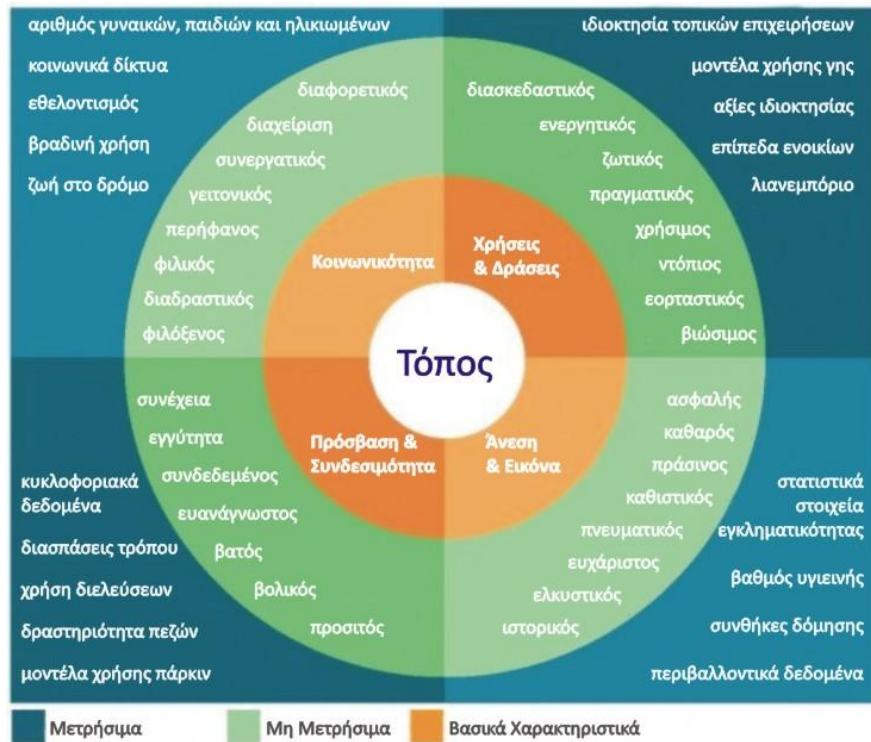 αριθμός γυναικών, παιδιών και ηλικιωμένων
κοινωνικά δίκτυα
εθελοντισμός
βραδινή χρήση
ζωή στο δρόμο
διαφορετικός
διαχείριση
συνεργατικός
γειτονικός
περήφανος
φιλικός
διαδραστικός
φιλόξενος
Κοινωνικότητα
ιδιοκτησία τοπικών επιχειρήσεων
μοντέλα χρήσης γης
αξίες ιδιοκτησίας
επίπεδα ενοικίων
λιανεμπόριο
διασκεδαστικός
ενεργητικός
ζωτικός
πραγματικός
χρήσιμος
ντόπιος
εορταστικός
βιώσιμος
Χρήσεις
& Δράσεις
Τόπος
συνέχεια
εγγύτητα
συνδεδεμένος
ευανάγνωστος
βατός
βολικός
προσιτός
Πρόσβαση &
Συνδεσιμότητα
κυκλοφοριακά
δεδομένα
διασπάσεις τρόπου
χρήση διελεύσεων
δραστηριότητα πεζών
μοντέλα χρήσης πάρκιν
Άνεση
& Εικόνα
ασφαλής
καθαρός
πράσινος
καθιστικός
πνευματικός
ευχάριστος
ελκυστικός
ιστορικός
στατιστικά
στοιχεία
εγκληματικότητας
βαθμός υγιεινής
συνθήκες δόμησης
περιβαλλοντικά δεδομένα
Μετρήσιμα
Μη Μετρήσιμα
Βασικά Χαρακτηριστικά